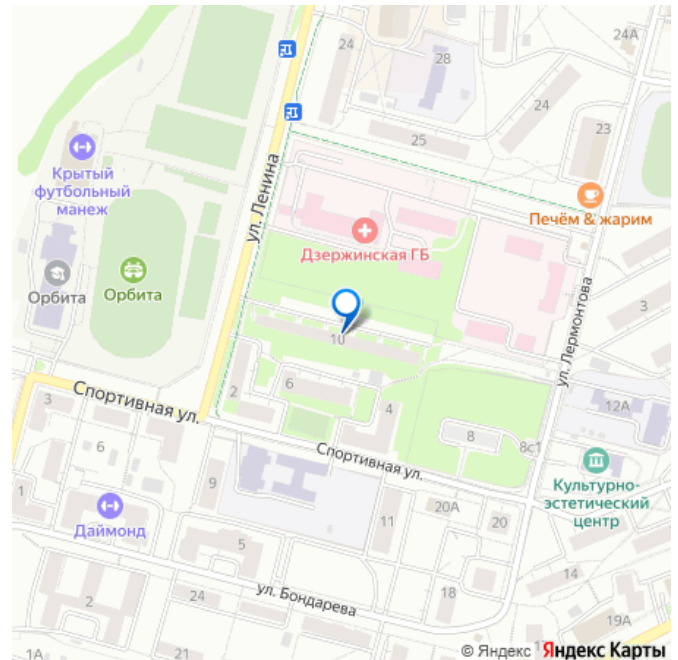 24А
24
28
24
23
25
ул. Ленина
Крытый
футбольный
манеж
Печём & жарим
Дзержинская ГБ
Орбита
Орбита
ул. Лермонтова
3
10
2
6
4
3
Спортивная ул.
12А
6
8
8с1
Спортивная ул.
Культурно-
эстетический
центр
1
9
20А
20
11
Даймонд
5
14
ул. Бондарева
2
24
18
19А
1А
21
© Яндекс Яндекс Карты